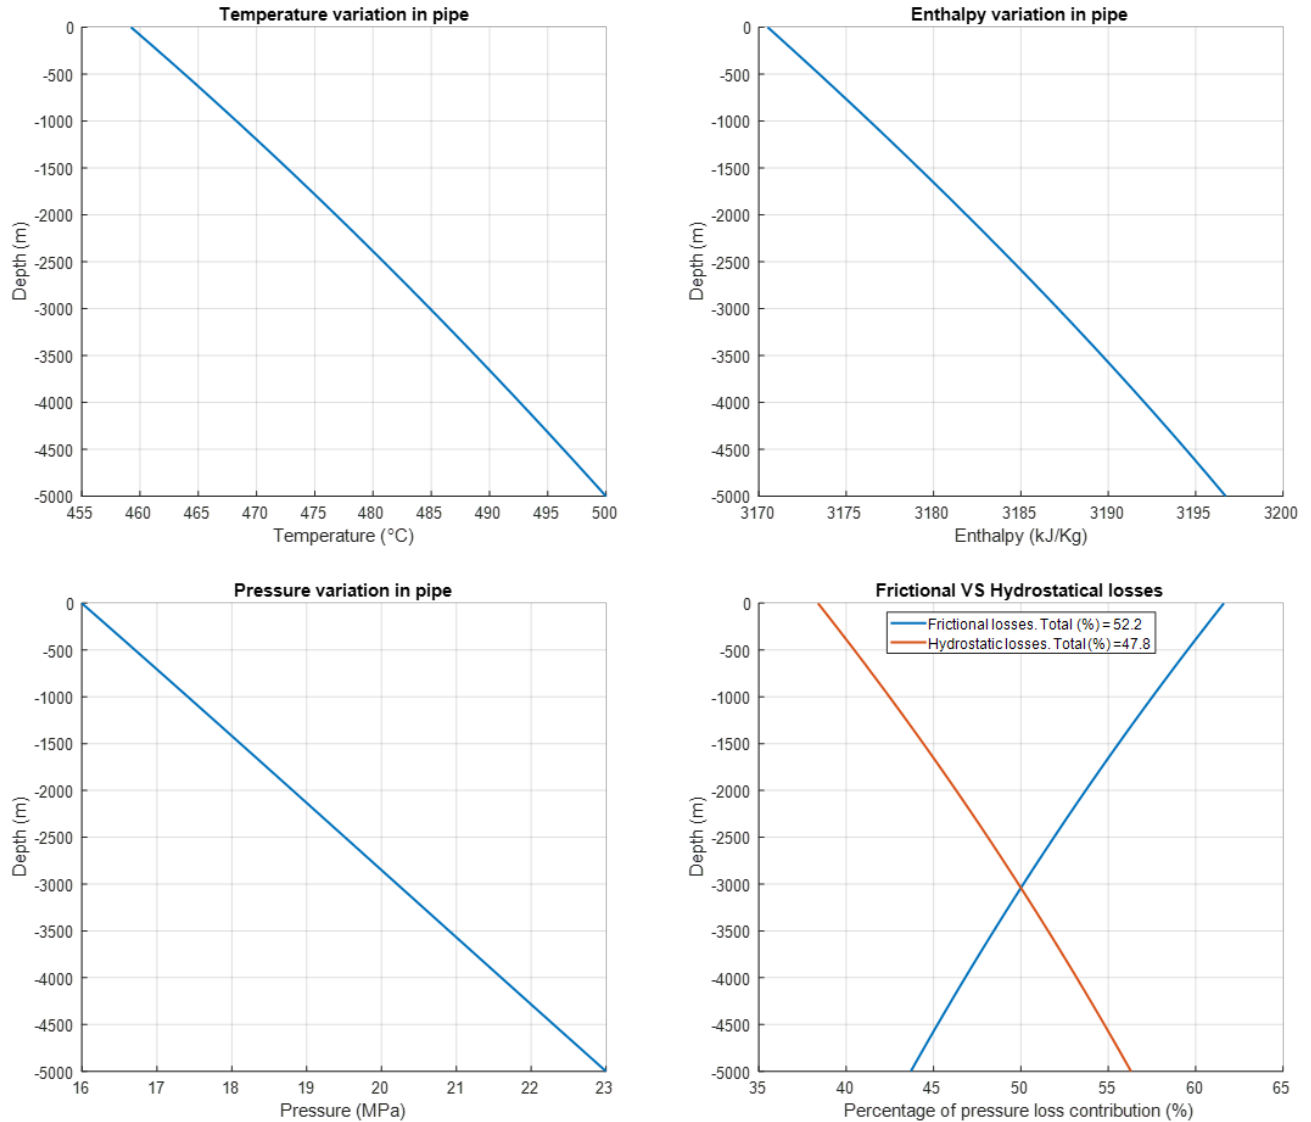 Temperature variation in pipe
0
-500
-1000
-1500
-2000
-2500
-3000
-3500
-4000
-4500
-5000
Depth (m)
455 460 465 470 475 480 485 490 495 500
Temperature (°C)
Enthalpy variation in pipe
0
-500
-1000
-1500
-2000
-2500
-3000
-3500
-4000
-4500
-5000
Depth (m)
3170 3175 3180 3185 3190 3195 3200
Enthalpy (kJ/Kg)
Pressure variation in pipe
0
-500
-1000
-1500
-2000
-2500
-3000
-3500
-4000
-4500
-5000
Depth (m)
16 17 18 19 20 21 22 23
Pressure (MPa)
Frictional VS Hydrostatical losses
Frictional losses. Total (%) = 52.2
Hydrostatic losses. Total (%) =47.8
0
-500
-1000
-1500
-2000
-2500
-3000
-3500
-4000
-4500
-5000
Depth (m)
35 40 45 50 55 60 65
Percentage of pressure loss contribution (%)